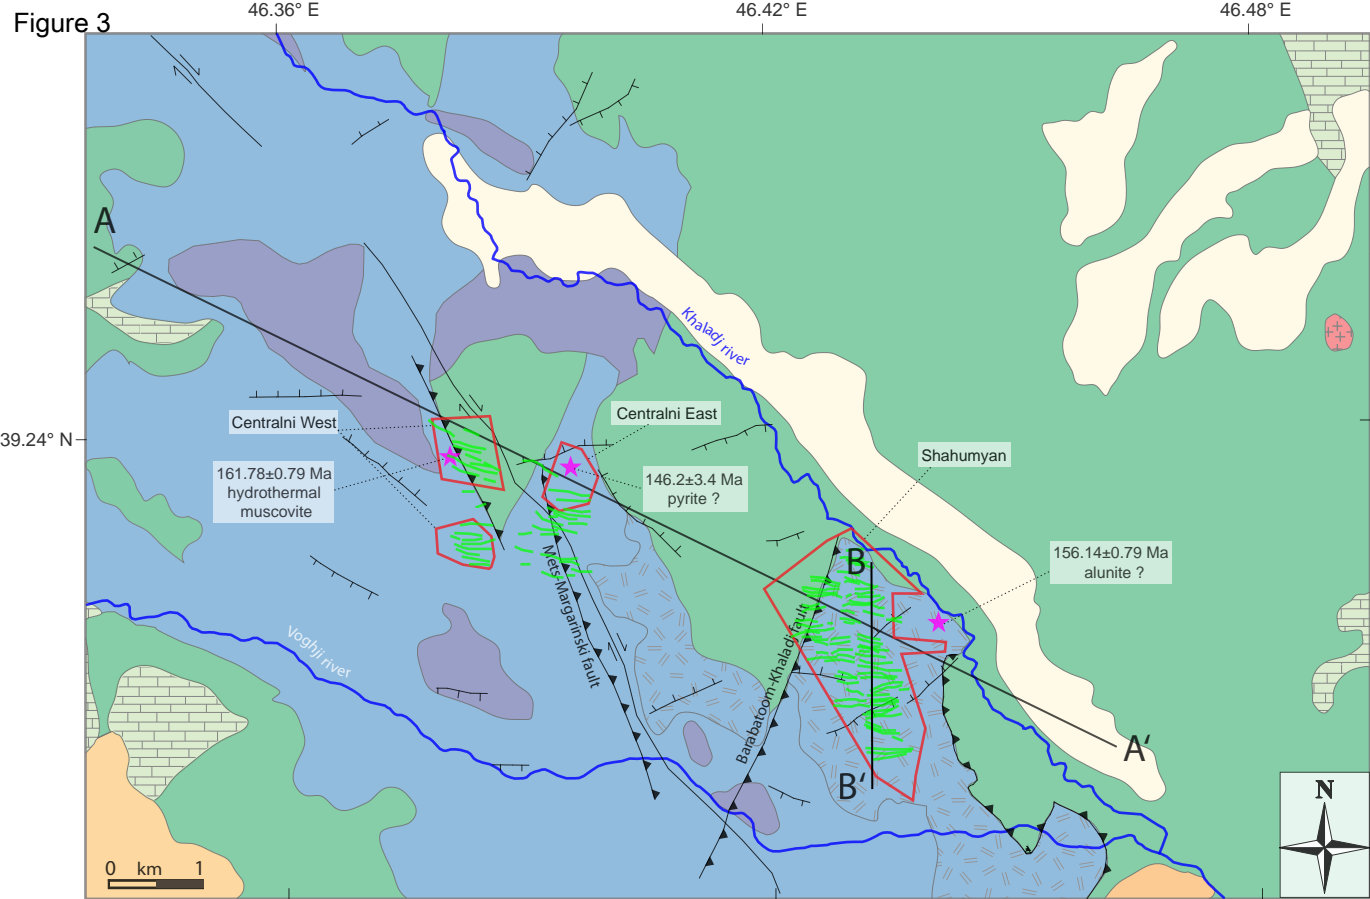 Figure 3
46.36° E
46.42° E
46.48° E
A
Khaladj river
Centralni West
Centralni East
39.24° N
161.78±0.79 Ma
hydrothermal
muscovite
146.2±3.4 Ma
pyrite ?
Shahumyan
156.14±0.79 Ma
alunite ?
B
Mets-Margarinski fault
Barabatoom-Khaladj fault
Voghji river
A'
B'
N
0 km 1